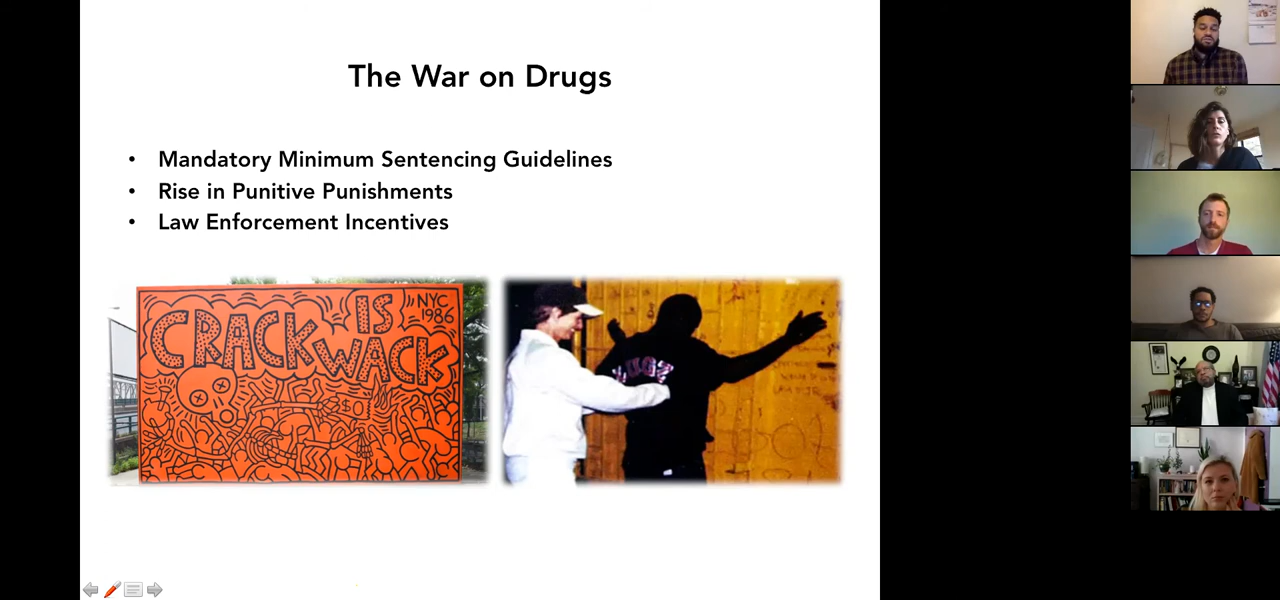 The War on Drugs
• Mandatory Minimum Sentencing Guidelines
• Rise in Punitive Punishments
• Law Enforcement Incentives
CRACK IS WACK
NYC
1986
$0